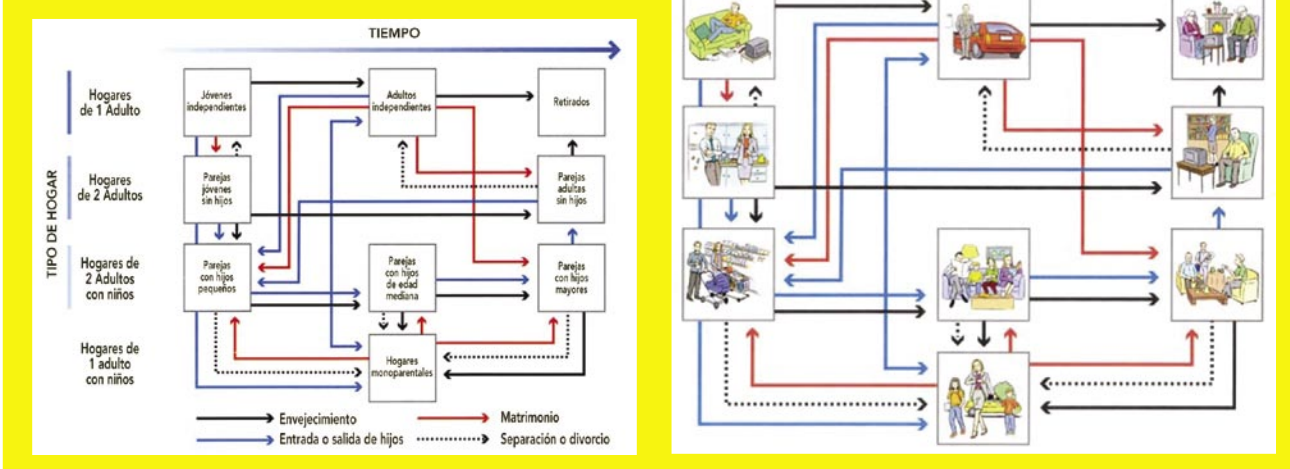 TIEMPO
TIPO DE HOGAR
Hogares
de 1 Adulto
Jóvenes
independientes
Adultos
independientes
Retirados
Hogares
de 2 Adultos
Parejas
jóvenes
sin hijos
Parejas
adultas
sin hijos
Hogares de
2 Adultos
con niños
Parejas
con hijos
pequeños
Parejas
con hijos
de edad
mediana
Parejas
con hijos
mayores
Hogares de
1 adulto
con niños
Hogares
monoparentales
Envejecimiento
Matrimonio
Entrada o salida de hijos
Separación o divorcio